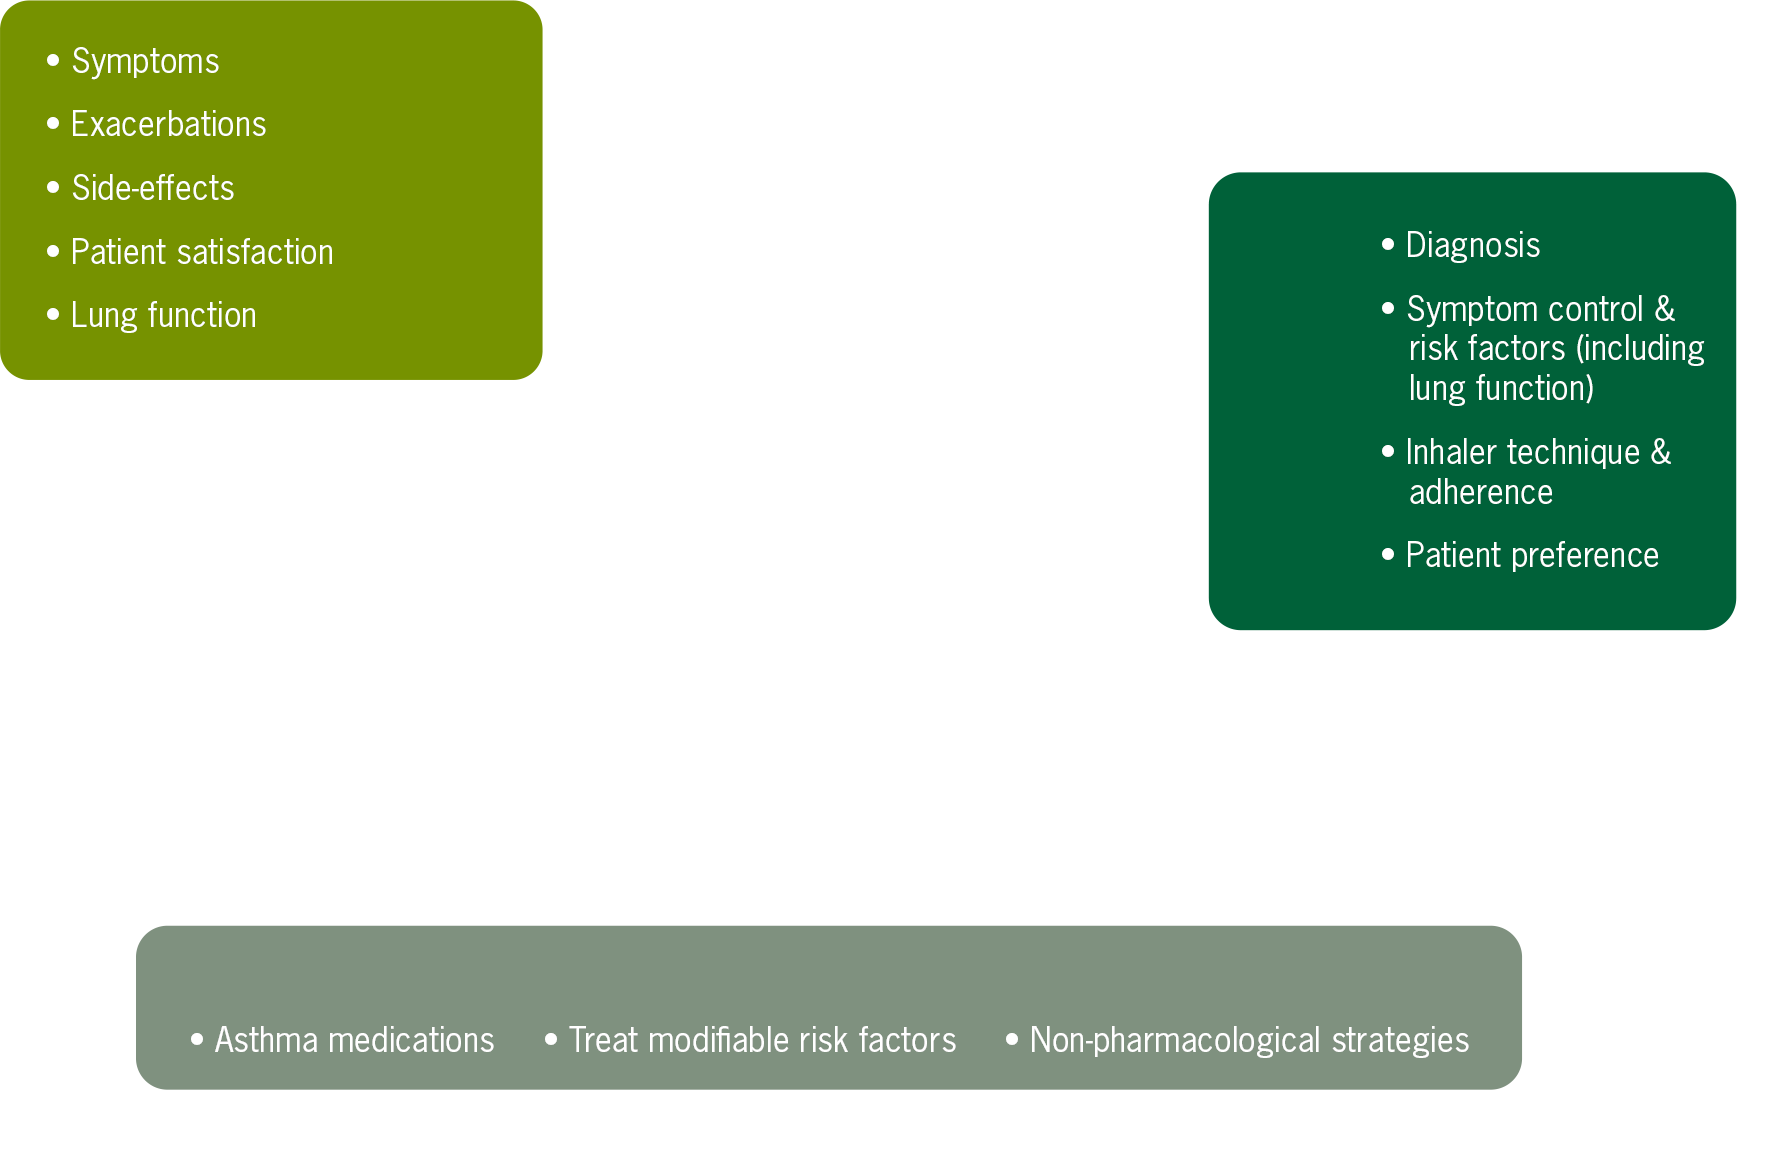 • Symptoms
• Exacerbations
• Side-effects
• Patient satisfaction
• Lung function
• Diagnosis
• Symptom control &
risk factors (including
lung function)
• Inhaler technique &
adherence
• Patient preference
• Asthma medications • Treat modifiable risk factors • Non-pharmacological strategies